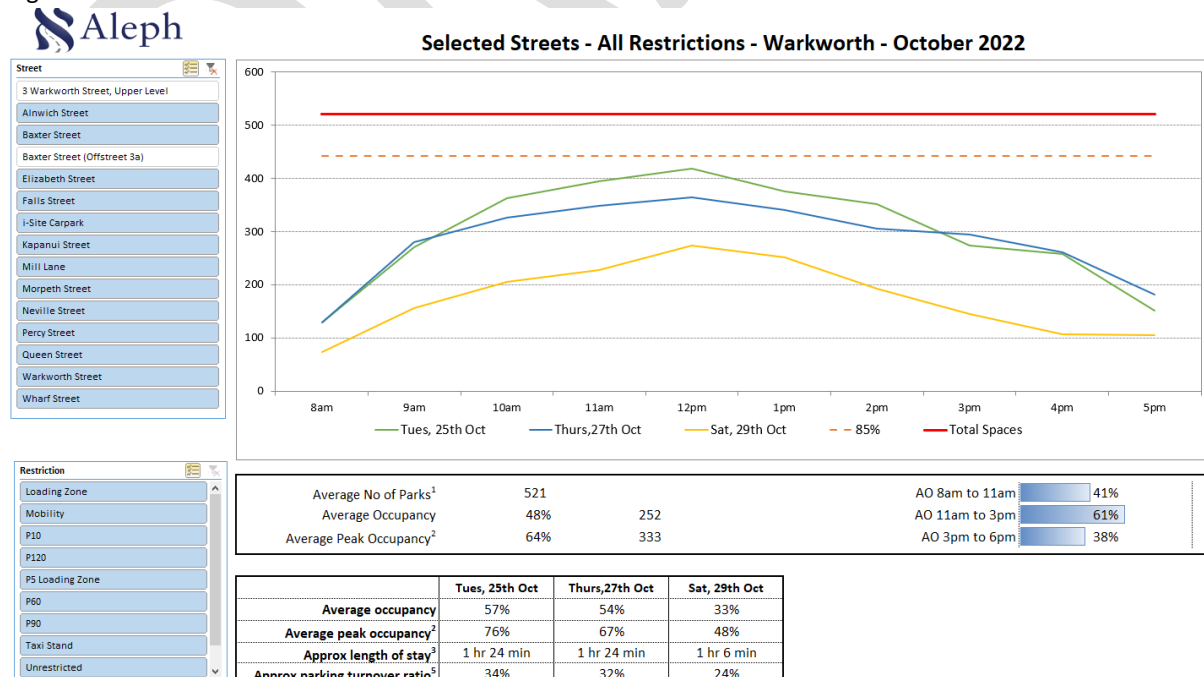 Aleph
Selected Streets - All Restrictions - Warkworth - October 2022
Street
3 Warkworth Street, Upper Level
Alnwich Street
Baxter Street
Baxter Street (Offstreet 3a)
Elizabeth Street
Falls Street
i-Site Carpark
Kapanui Street
Mill Lane
Morpeth Street
Neville Street
Percy Street
Queen Street
Warkworth Street
Wharf Street
600
500
400
300
200
100
0
8am 9am 10am 11am 12pm 1pm 2pm 3pm 4pm 5pm
Tues, 25th Oct Thurs,27th Oct Sat, 29th Oct 85% Total Spaces
Restriction
Loading Zone
Mobility
P10
P120
P5 Loading Zone
P60
P90
Taxi Stand
Unrestricted
Average No of Parks1 521
Average Occupancy 48% 252
Average Peak Occupancy2 64% 333
AO 8am to 11am 41%
AO 11am to 3pm 61%
AO 3pm to 6pm 38%
Tues, 25th Oct Thurs,27th Oct Sat, 29th Oct
Average occupancy 57% 54% 33%
Average peak occupancy2 76% 67% 48%
Approx length of stay3 1 hr 24 min 1 hr 24 min 1 hr 6 min
Approx parking turnover ratio5 34% 32% 24%